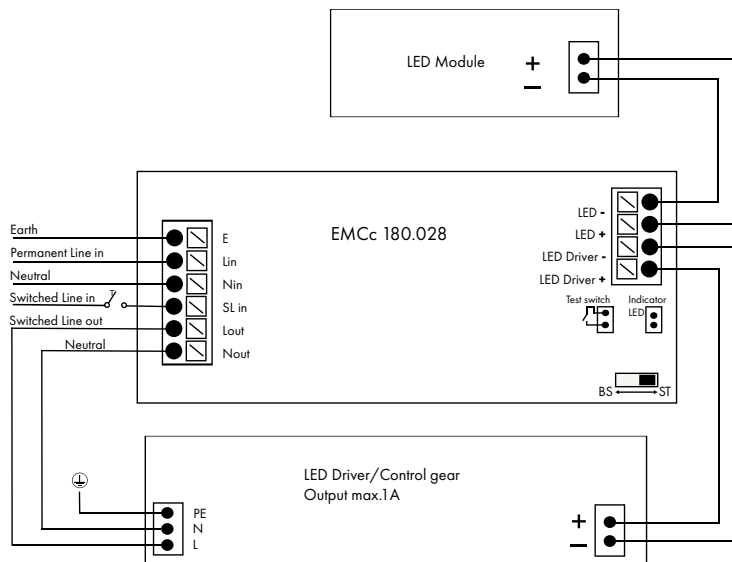 LED Module
+
−
EMCc 180.028
Earth
Permanent Line in
Neutral
Switched Line in
Switched Line out
Neutral
E
Lin
Nin
SL in
Lout
Nout
LED -
LED +
LED Driver -
LED Driver +
Test switch
Indicator
LED
BS
ST
LED Driver/Control gear
Output max.1A
PE
N
L
+
−